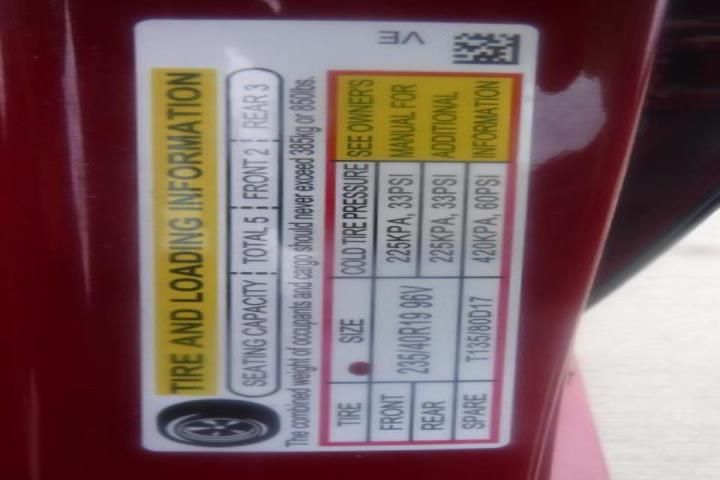 TIRE AND LOADING INFORMATION
SEATING CAPACITY TOTAL 5 FRONT 2 REAR 3
The combined weight of occupants and cargo should never exceed 385kg or 850lbs.
TIRE SIZE COLD TIRE PRESSURE SEE OWNER'S
FRONT 235/40R19 96V 225KPA, 33PSI MANUAL FOR
REAR 225KPA, 33PSI ADDITIONAL
SPARE T135/80D17 420KPA, 60PSI INFORMATION
VE